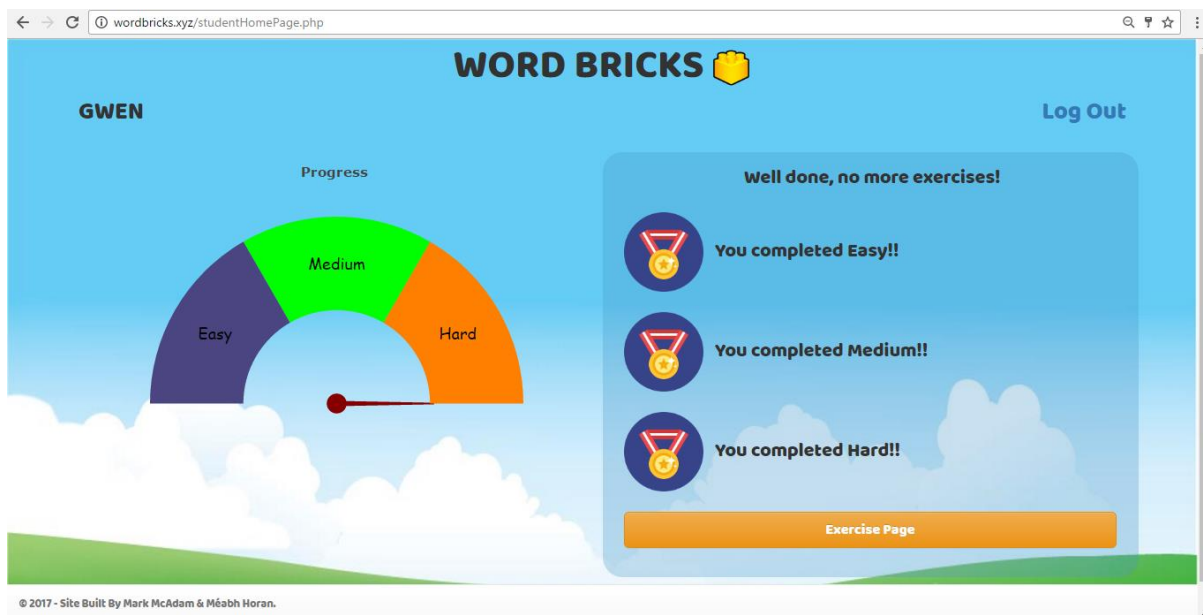 wordbricks.xyz/studentHomePage.php
WORD BRICKS
GWEN
Log Out
Progress
Easy
Medium
Hard
Well done, no more exercises!
You completed Easy!!
You completed Medium!!
You completed Hard!!
Exercise Page
© 2017 - Site Built By Mark McAdam & Méabh Horan.